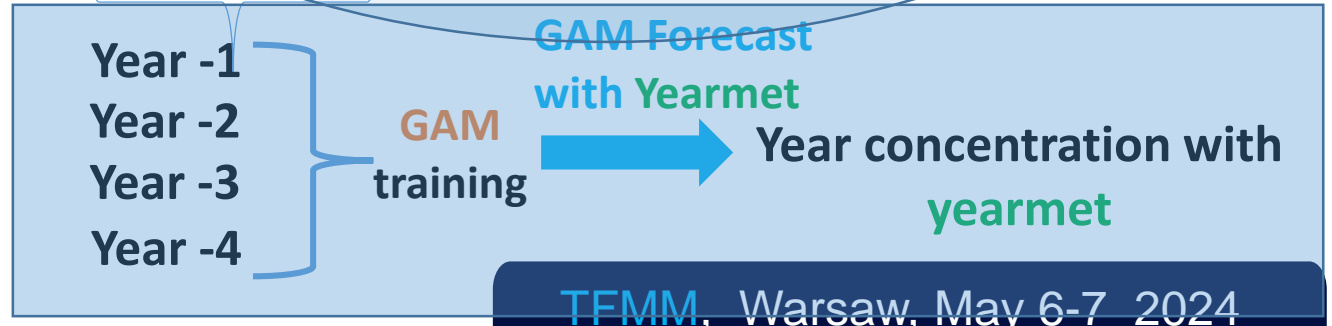 Year -1
Year -2
Year -3
Year -4
GAM
training
GAM Forecast
with Yearmet
Year concentration with
yearmet
TFMM, Warsaw, May 6-7 2024